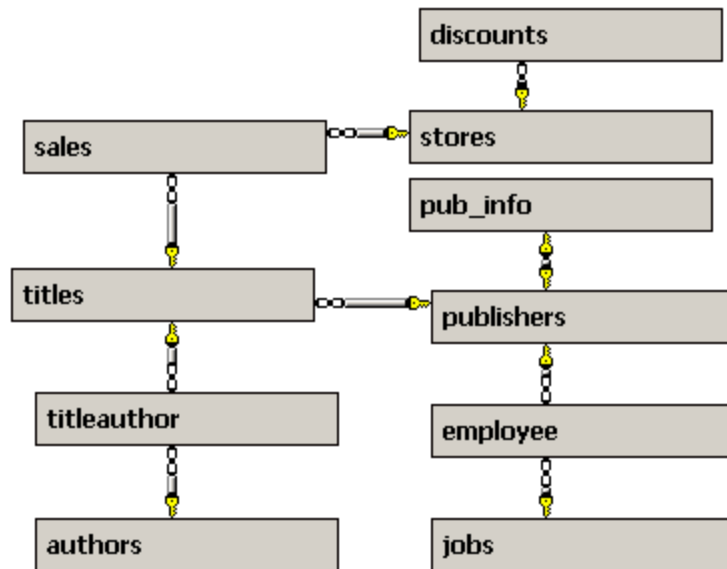 discounts
sales
stores
pub_info
titles
publishers
titleauthor
employee
authors
jobs